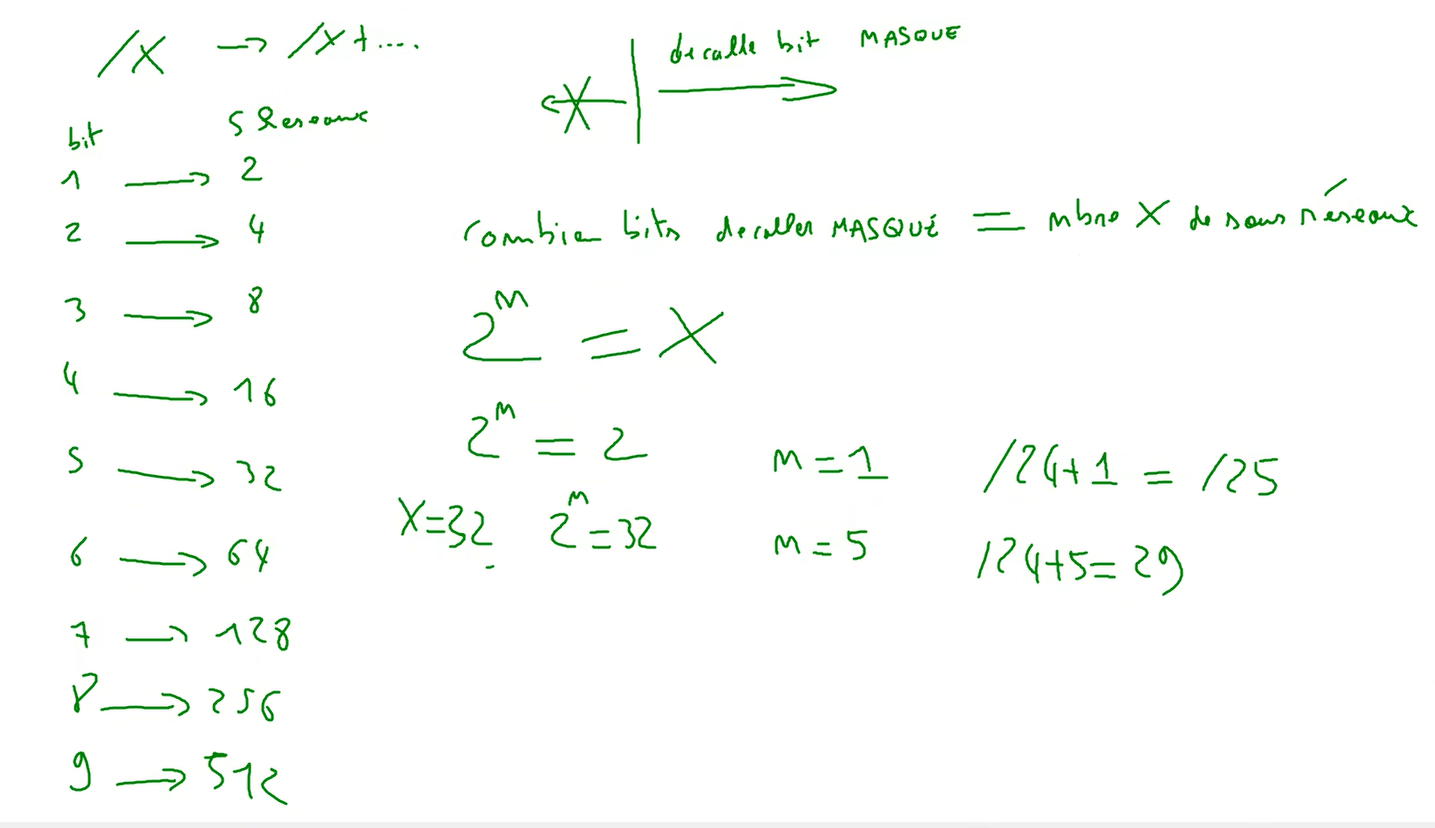 /X → /X+....
decalle bit MASQUE
bit S Reseaux
1 → 2
2 → 4
3 → 8
4 → 16
5 → 32
6 → 64
7 → 128
8 → 256
9 → 512
Combien bits decaller MASQUÉ = nbre X de sous réseaux
2^m = X
2^m = 2 m = 1 /24+1 = /25
X=32 2^m = 32 m = 5 /24+5= 29